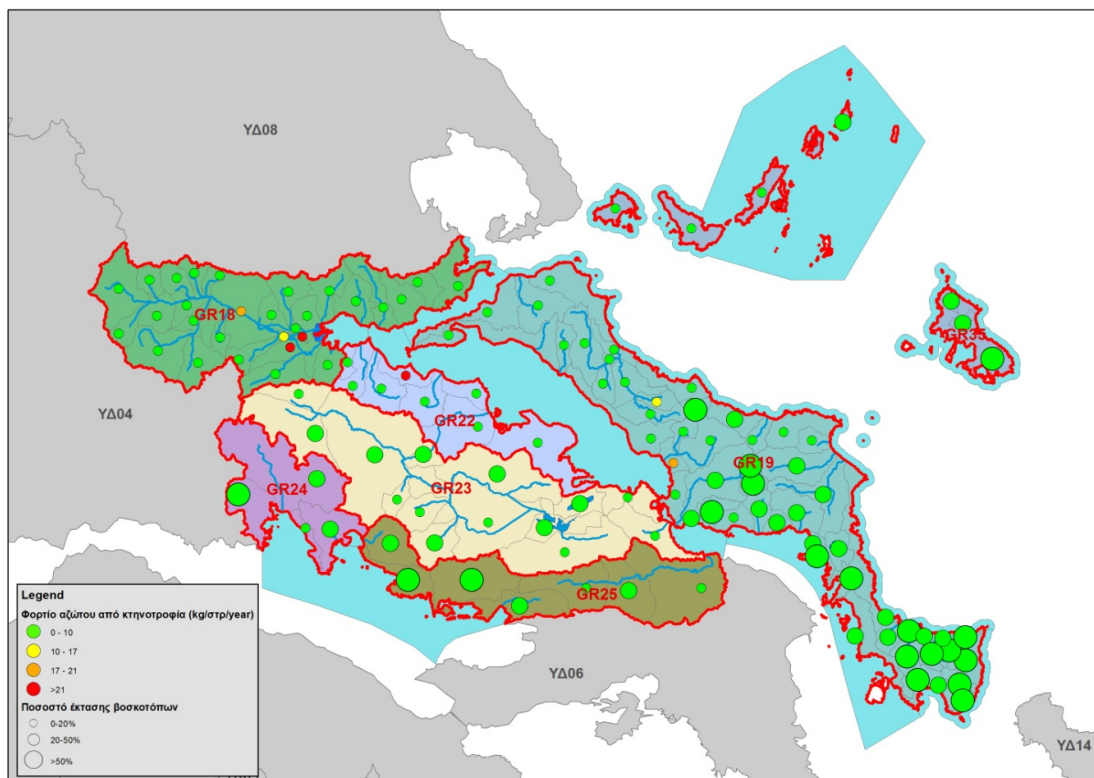 ΥΔ08
GR18
GR35
ΥΔ04
GR22
GR19
GR24
GR23
GR25
ΥΔ06
ΥΔ14
Legend
Φορτίο αζώτου από κτηνοτροφία (kg/στρ/year)
0 - 10
10 - 17
17 - 21
>21
Ποσοστό έκτασης βοσκοτόπων
0-20%
20-50%
>50%